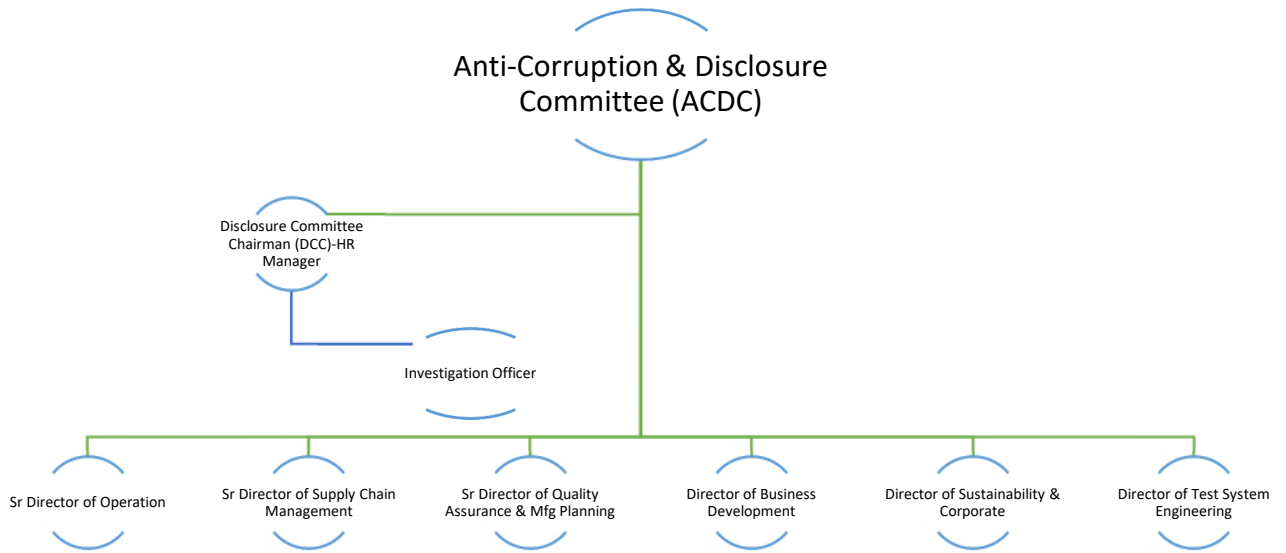 Anti-Corruption & Disclosure
Committee (ACDC)
Disclosure Committee
Chairman (DCC)-HR
Manager
Investigation Officer
Sr Director of Operation
Sr Director of Supply Chain
Management
Sr Director of Quality
Assurance & Mfg Planning
Director of Business
Development
Director of Sustainability &
Corporate
Director of Test System
Engineering